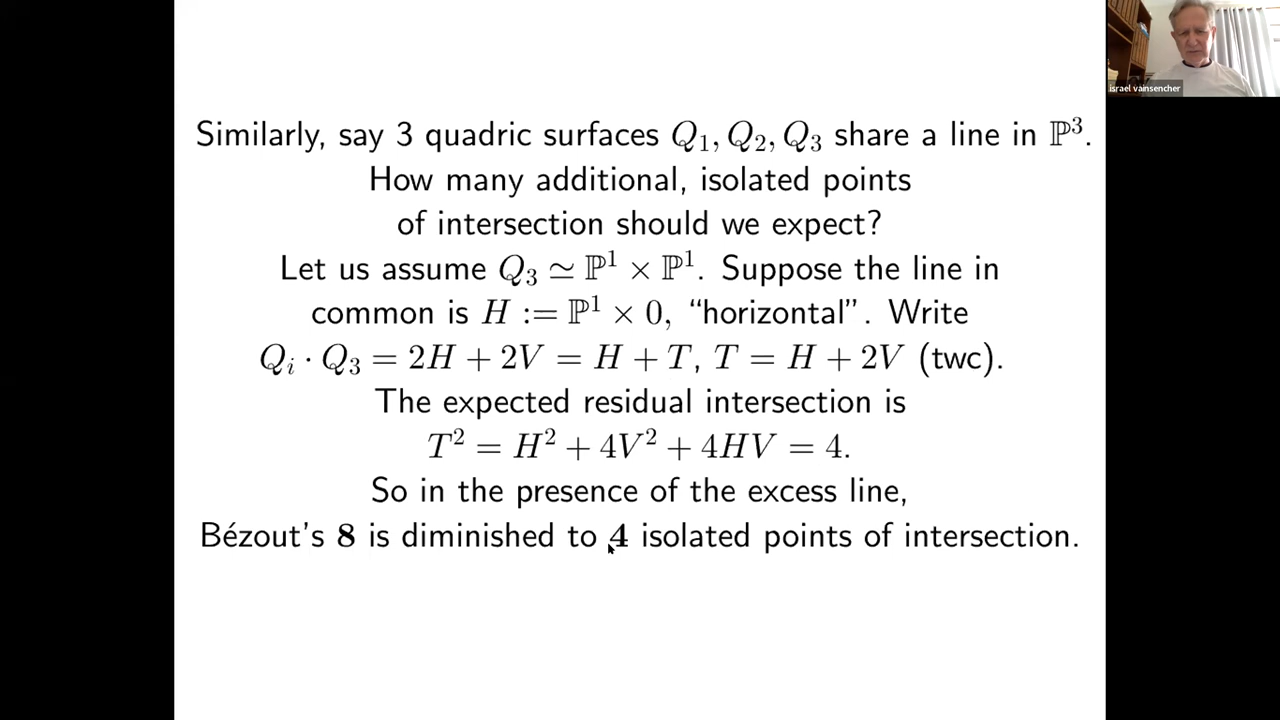 israel vainsencher
Similarly, say 3 quadric surfaces Q₁, Q₂, Q₃ share a line in ℙ³.
How many additional, isolated points
of intersection should we expect?
Let us assume Q₃ ≃ ℙ¹ × ℙ¹. Suppose the line in
common is H := ℙ¹ × 0, “horizontal”. Write
Qᵢ · Q₃ = 2H + 2V = H + T, T = H + 2V (twc).
The expected residual intersection is
T² = H² + 4V² + 4HV = 4.
So in the presence of the excess line,
Bézout's 8 is diminished to 4 isolated points of intersection.